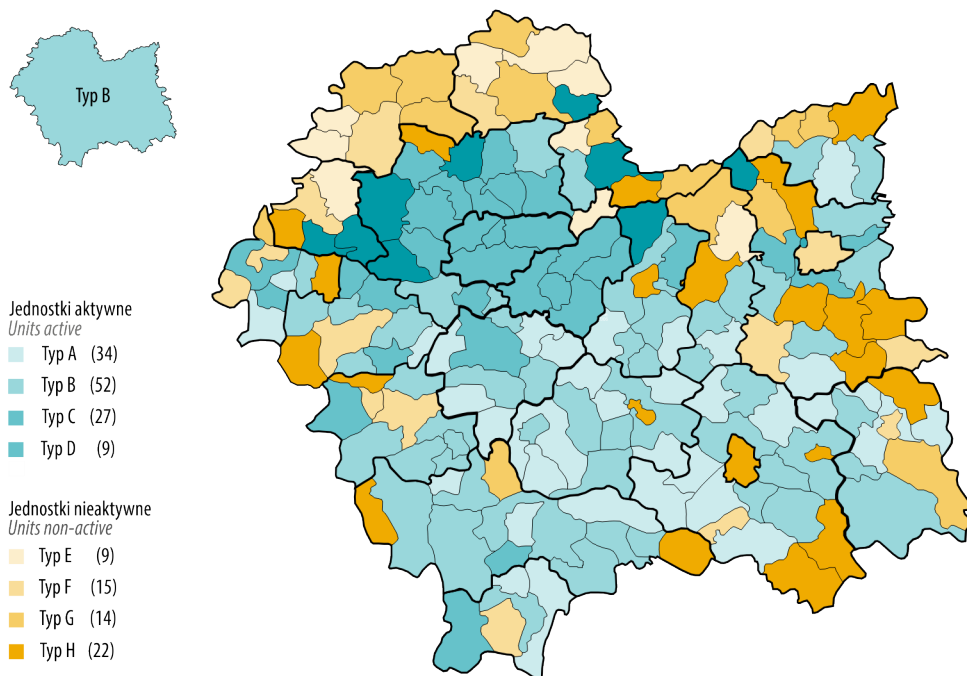 Typ B
Jednostki aktywne
Units active
Typ A (34)
Typ B (52)
Typ C (27)
Typ D (9)
Jednostki nieaktywne
Units non-active
Typ E (9)
Typ F (15)
Typ G (14)
Typ H (22)